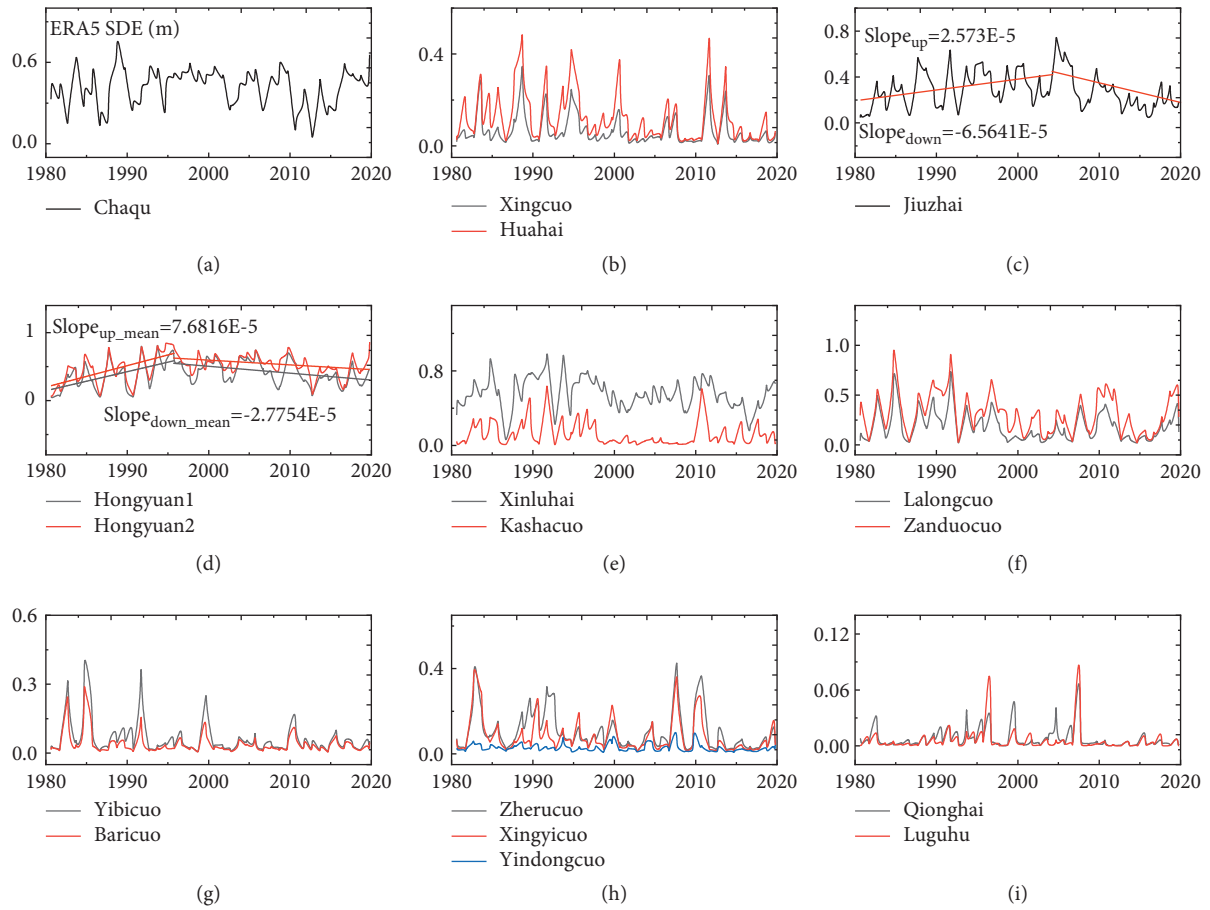 ERA5 SDE (m)
0.6
0.0
1980 1990 2000 2010 2020
Chaqu
(a)
0.4
0.2
0.0
1980 1990 2000 2010 2020
Xingcuo
Huahai
(b)
Slopeup=2.573E-5
0.8
0.4
0.0
Slopedown=-6.5641E-5
1980 1990 2000 2010 2020
Jiuzhai
(c)
Slopeup_mean=7.6816E-5
1
0
Slopedown_mean=-2.7754E-5
1980 1990 2000 2010 2020
Hongyuan1
Hongyuan2
(d)
0.8
0.0
1980 1990 2000 2010 2020
Xinluhai
Kashacuo
(e)
1.0
0.5
0.0
1980 1990 2000 2010 2020
Lalongcuo
Zanduocuo
(f)
0.6
0.3
0.0
1980 1990 2000 2010 2020
Yibicuo
Baricuo
(g)
0.4
0.0
1980 1990 2000 2010 2020
Zherucuo
Xingyicuo
Yindongcuo
(h)
0.12
0.06
0.00
1980 1990 2000 2010 2020
Qionghai
Luguhu
(i)